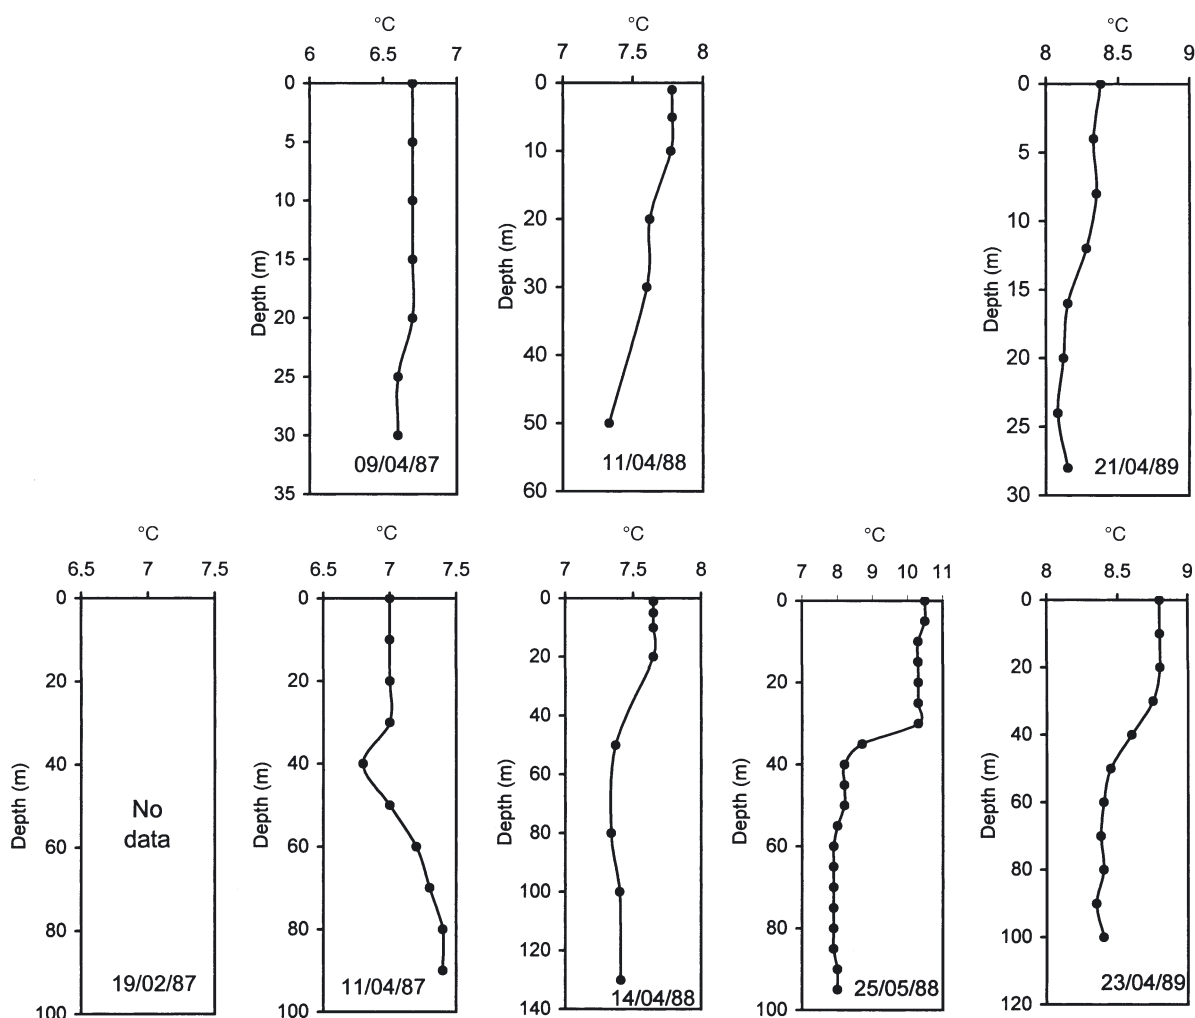 °C
6 6.5 7
0
5
10
15
20
25
30
35
Depth (m)
09/04/87
°C
7 7.5 8
0
10
20
30
40
50
60
Depth (m)
11/04/88
°C
8 8.5 9
0
5
10
15
20
25
30
Depth (m)
21/04/89
°C
6.5 7 7.5
0
20
40
60
80
100
Depth (m)
No
data
19/02/87
°C
6.5 7 7.5
0
20
40
60
80
100
Depth (m)
11/04/87
°C
7 7.5 8
0
20
40
60
80
100
120
140
Depth (m)
14/04/88
°C
7 8 9 10 11
0
20
40
60
80
100
Depth (m)
25/05/88
°C
8 8.5 9
0
20
40
60
80
100
120
Depth (m)
23/04/89